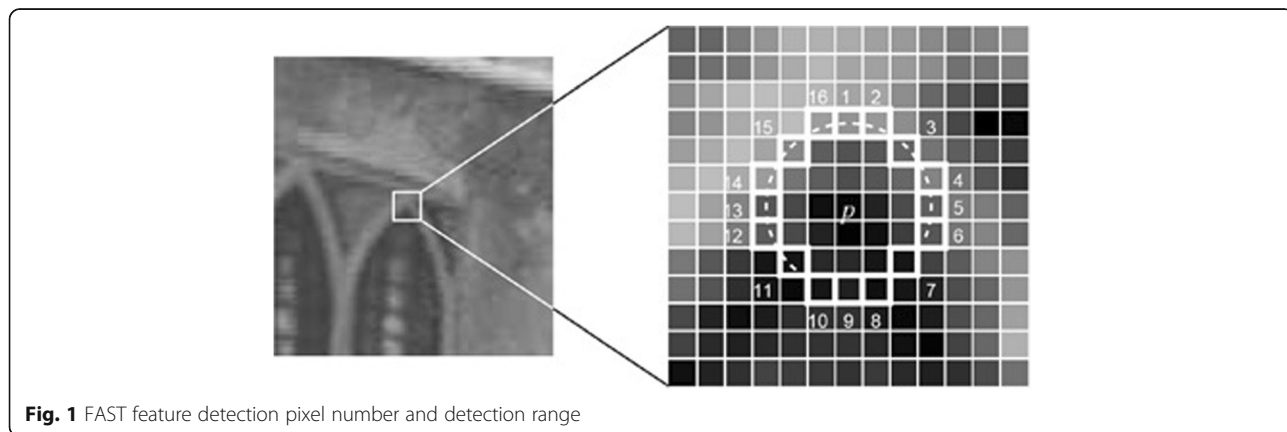 16 1 2
15 3
14 4
13 p 5
12 6
11 7
10 9 8
Fig. 1 FAST feature detection pixel number and detection range